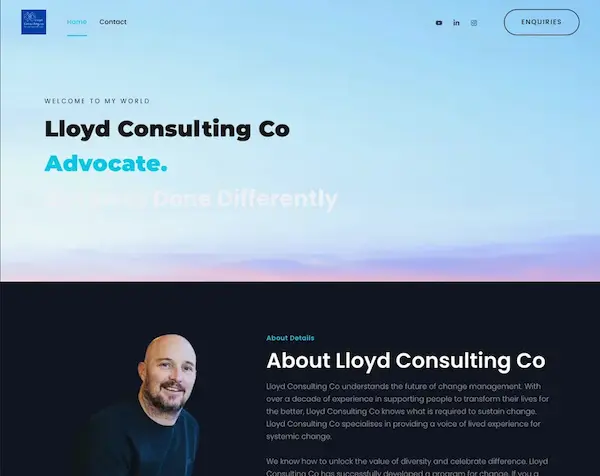 Home
Contact
ENQUIRIES
WELCOME TO MY WORLD
Lloyd Consulting Co
Advocate.
Done Differently
About Details
About Lloyd Consulting Co
Lloyd Consulting Co understands the future of change management. With
over a decade of experience in supporting people to transform their lives for
the better, Lloyd Consulting Co knows what is required to sustain change.
Lloyd Consulting Co specialises in providing a voice of lived experience for
systemic change.
We know how to unlock the value of diversity and celebrate difference. Lloyd
Consulting Co has successfully developed a program for change. If you a